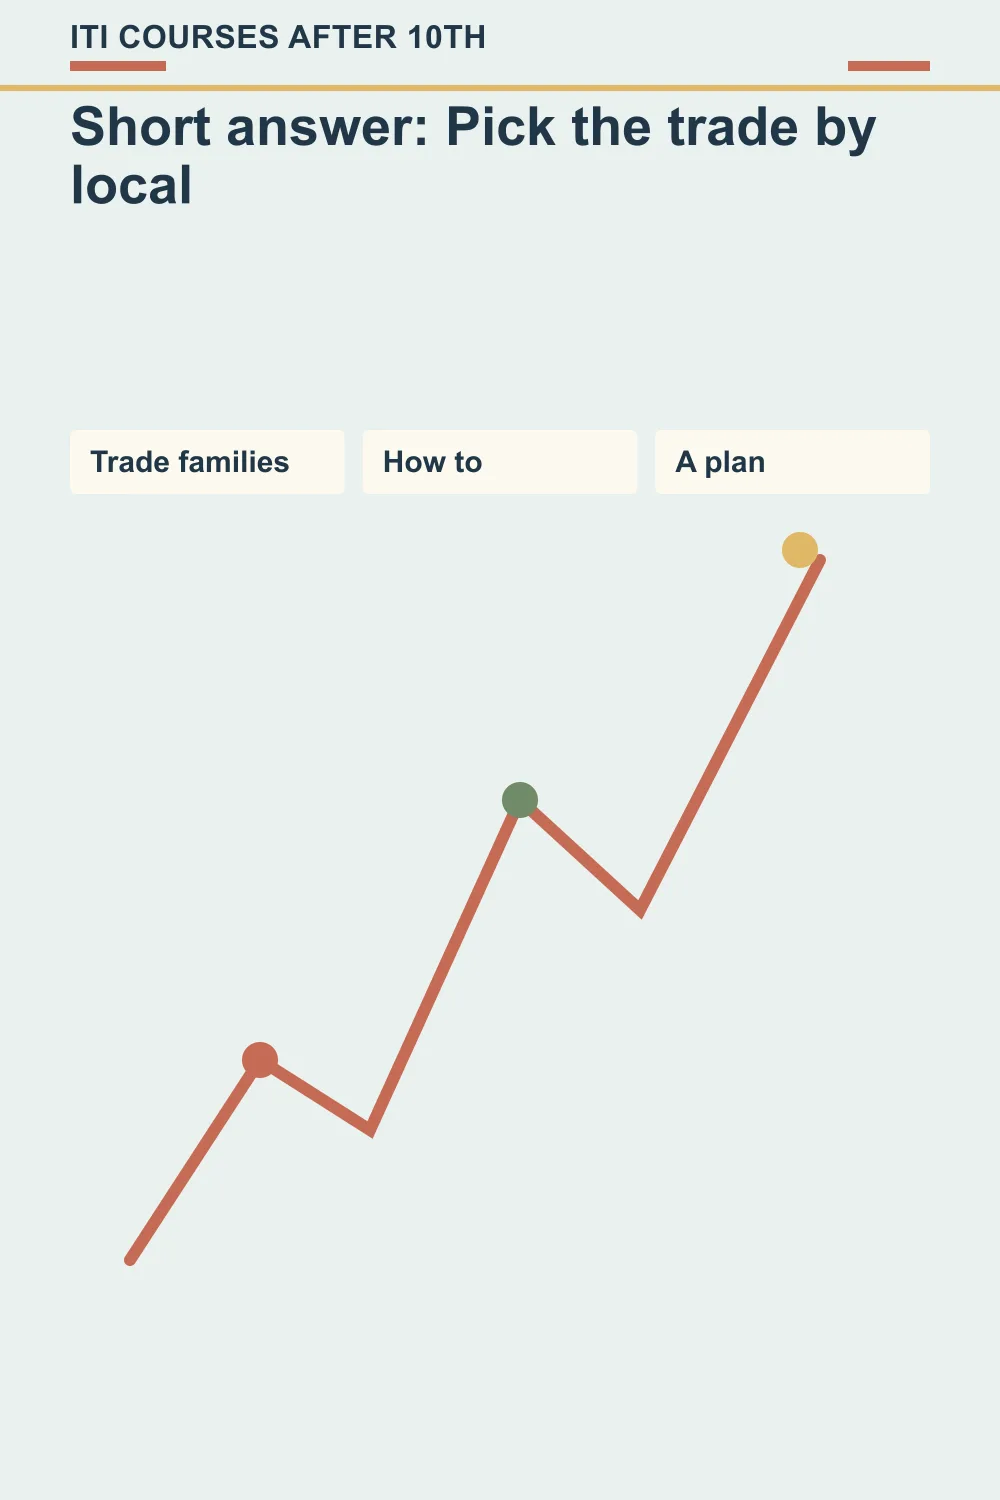 ITI COURSES AFTER 10TH
Short answer: Pick the trade by
local
Trade families
How to
A plan